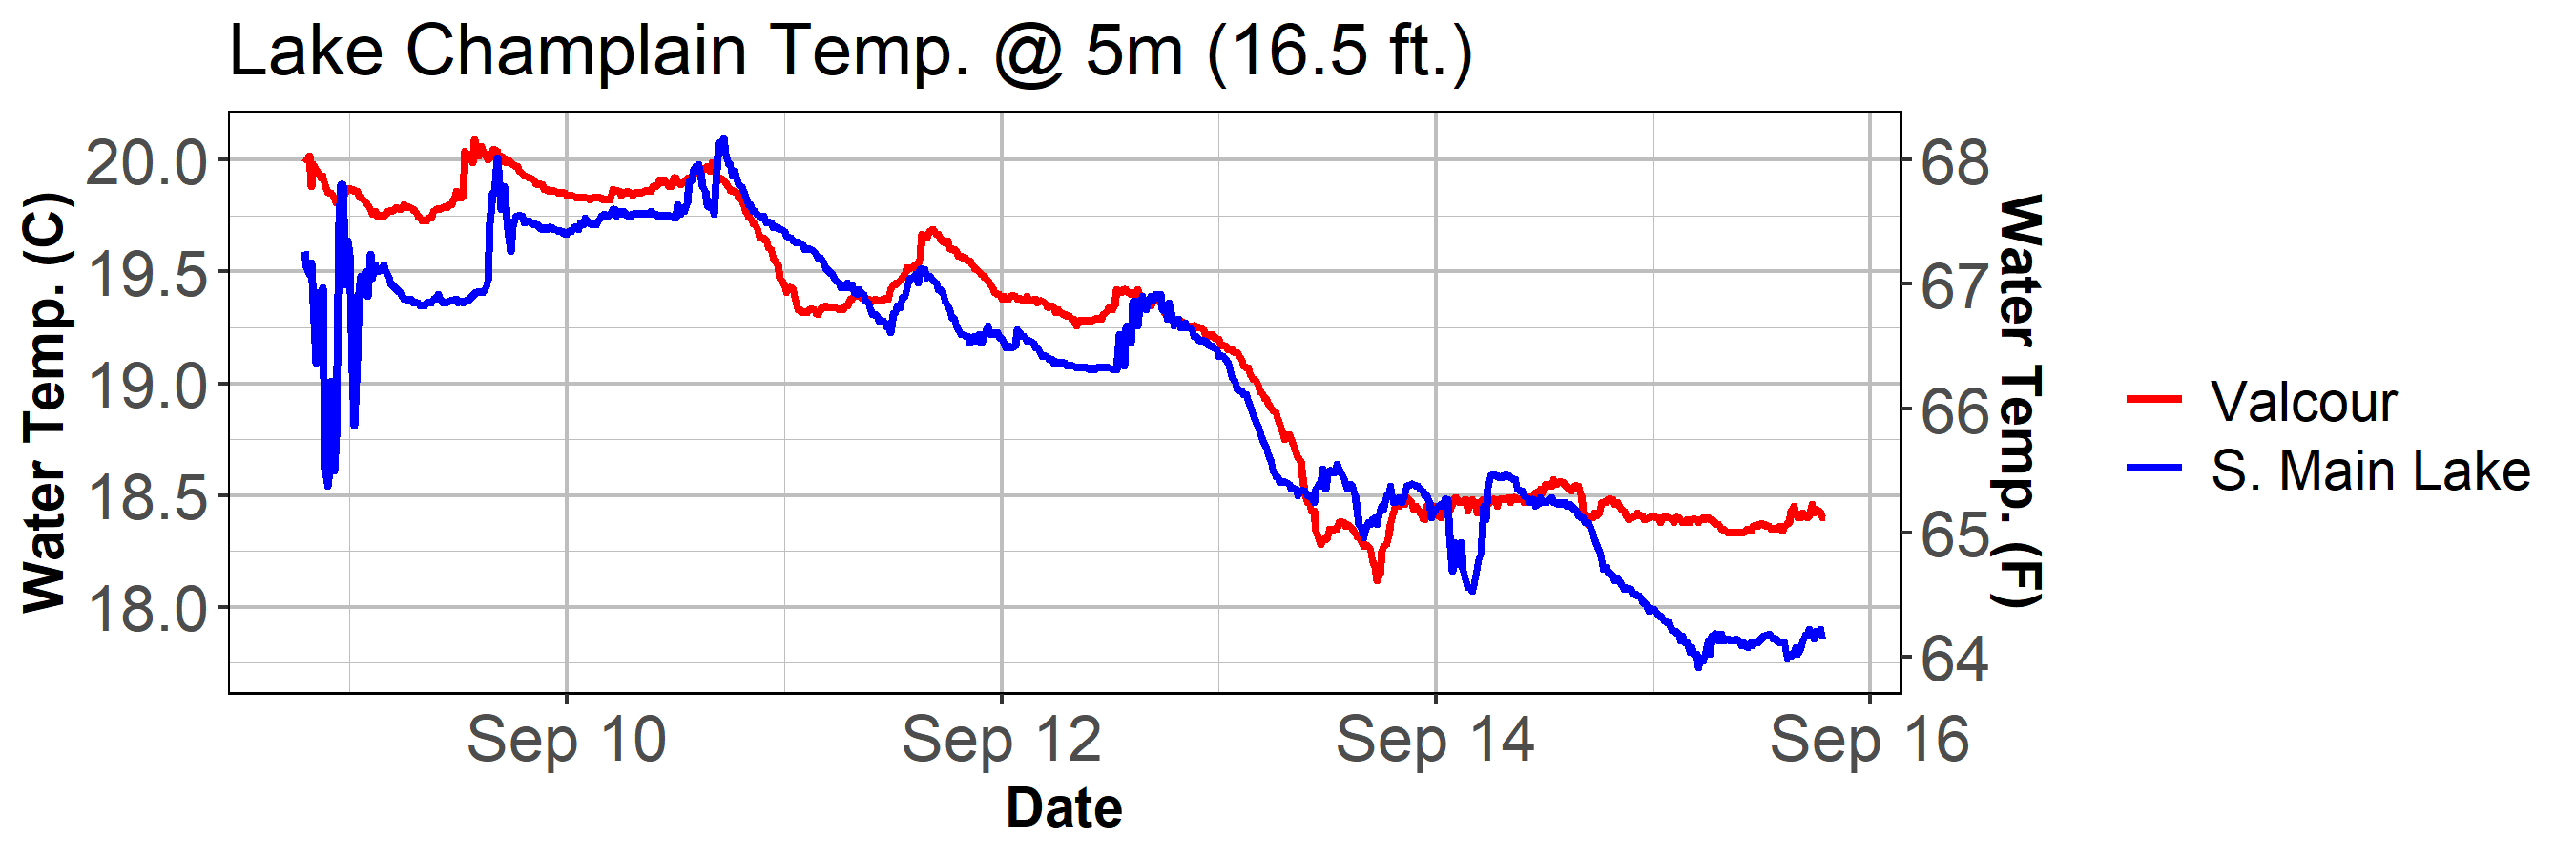 Lake Champlain Temp. @ 5m (16.5 ft.)
Water Temp. (C)
20.0
19.5
19.0
18.5
18.0
68
67
66
65
64
Water Temp. (F)
Sep 10
Sep 12
Sep 14
Sep 16
Date
Valcour
S. Main Lake